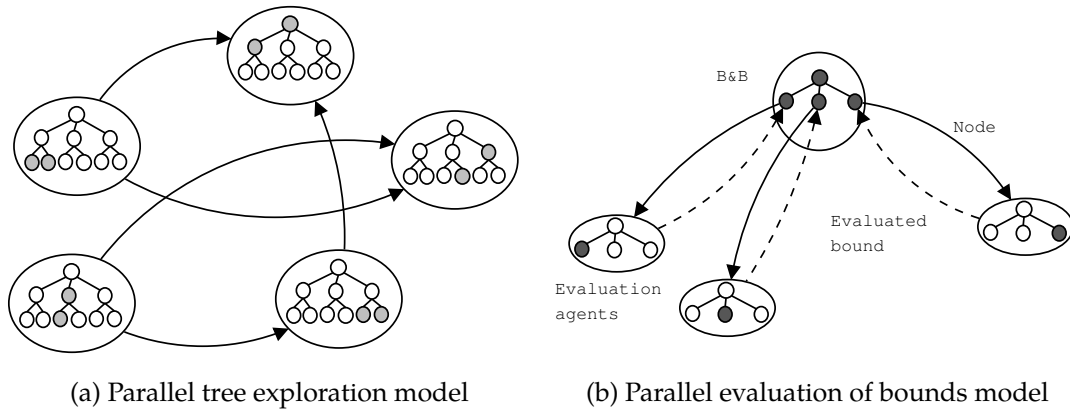 B&B
Node
Evaluated
bound
Evaluation
agents
(a) Parallel tree exploration model
(b) Parallel evaluation of bounds model